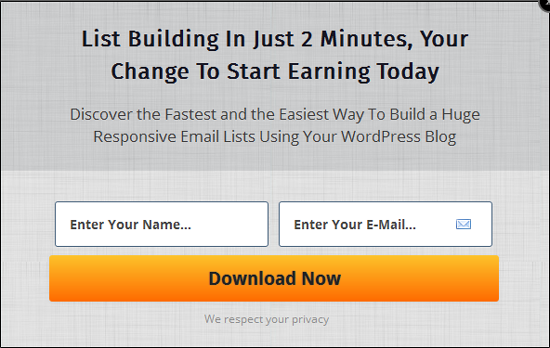 List Building In Just 2 Minutes, Your
Change To Start Earning Today
Discover the Fastest and the Easiest Way To Build a Huge
Responsive Email Lists Using Your WordPress Blog
Enter Your Name... Enter Your E-Mail...
Download Now
We respect your privacy